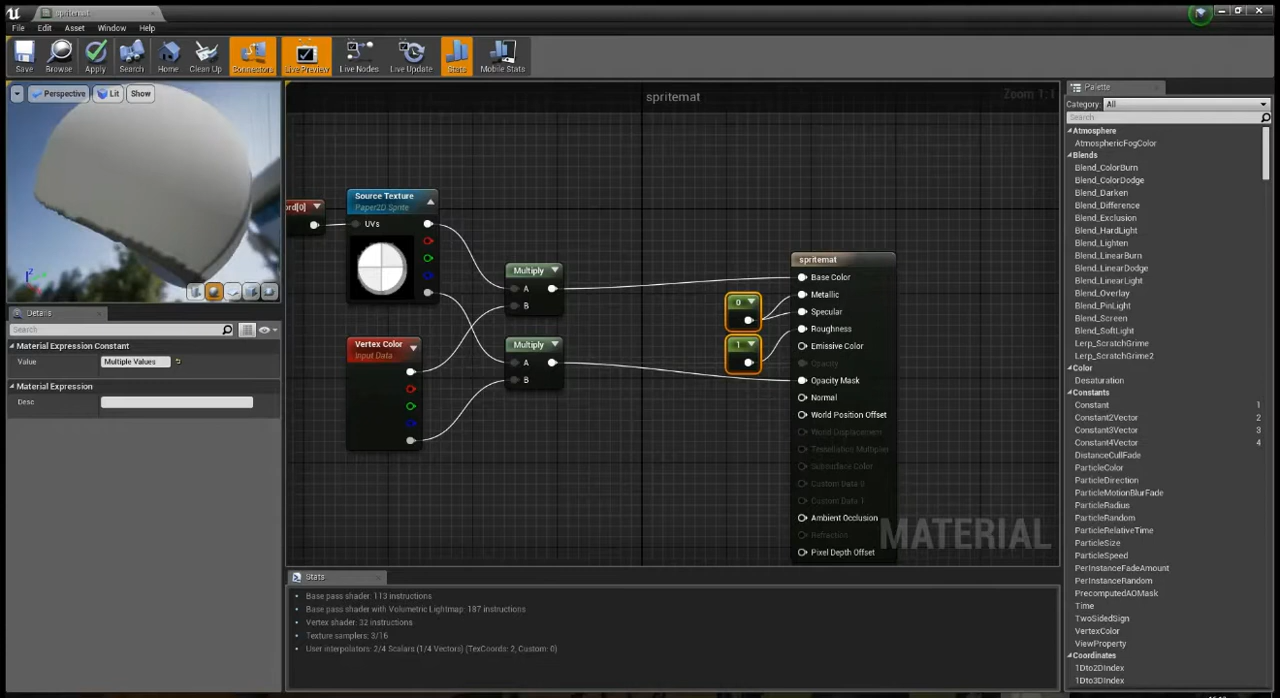 spritemat
File Edit Asset Window Help
Save Browse Apply Search Home Clean Up Connectors Live Preview Live Nodes Live Update Stats Mobile Stats
Perspective Lit Show
Details
Search
Material Expression Constant
Value Multiple Values
Material Expression
Desc
spritemat
Zoom 1:1
ord[0]
Source Texture
Paper2D Sprite
UVs
Vertex Color
Input Data
Multiply
A
B
Multiply
A
B
0
1
spritemat
Base Color
Metallic
Specular
Roughness
Emissive Color
Opacity
Opacity Mask
Normal
World Position Offset
World Displacement
Tessellation Multiplier
Subsurface Color
Custom Data 0
Custom Data 1
Ambient Occlusion
Refraction
Pixel Depth Offset
MATERIAL
Stats
Base pass shader: 113 instructions
Base pass shader with Volumetric Lightmap: 187 instructions
Vertex shader: 32 instructions
Texture samplers: 3/16
User interpolators: 2/4 Scalars (1/4 Vectors) (TexCoords: 2, Custom: 0)
Palette
Category: All
Search
Atmosphere
AtmosphericFogColor
Blends
Blend_ColorBurn
Blend_ColorDodge
Blend_Darken
Blend_Difference
Blend_Exclusion
Blend_HardLight
Blend_Lighten
Blend_LinearBurn
Blend_LinearDodge
Blend_LinearLight
Blend_Overlay
Blend_PinLight
Blend_Screen
Blend_SoftLight
Lerp_ScratchGrime
Lerp_ScratchGrime2
Color
Desaturation
Constants
Constant 1
Constant2Vector 2
Constant3Vector 3
Constant4Vector 4
DistanceCullFade
ParticleColor
ParticleDirection
ParticleMotionBlurFade
ParticleRadius
ParticleRandom
ParticleRelativeTime
ParticleSize
ParticleSpeed
PerInstanceFadeAmount
PerInstanceRandom
PrecomputedAOMask
Time
TwoSidedSign
VertexColor
ViewProperty
Coordinates
1Dto2DIndex
1Dto3DIndex